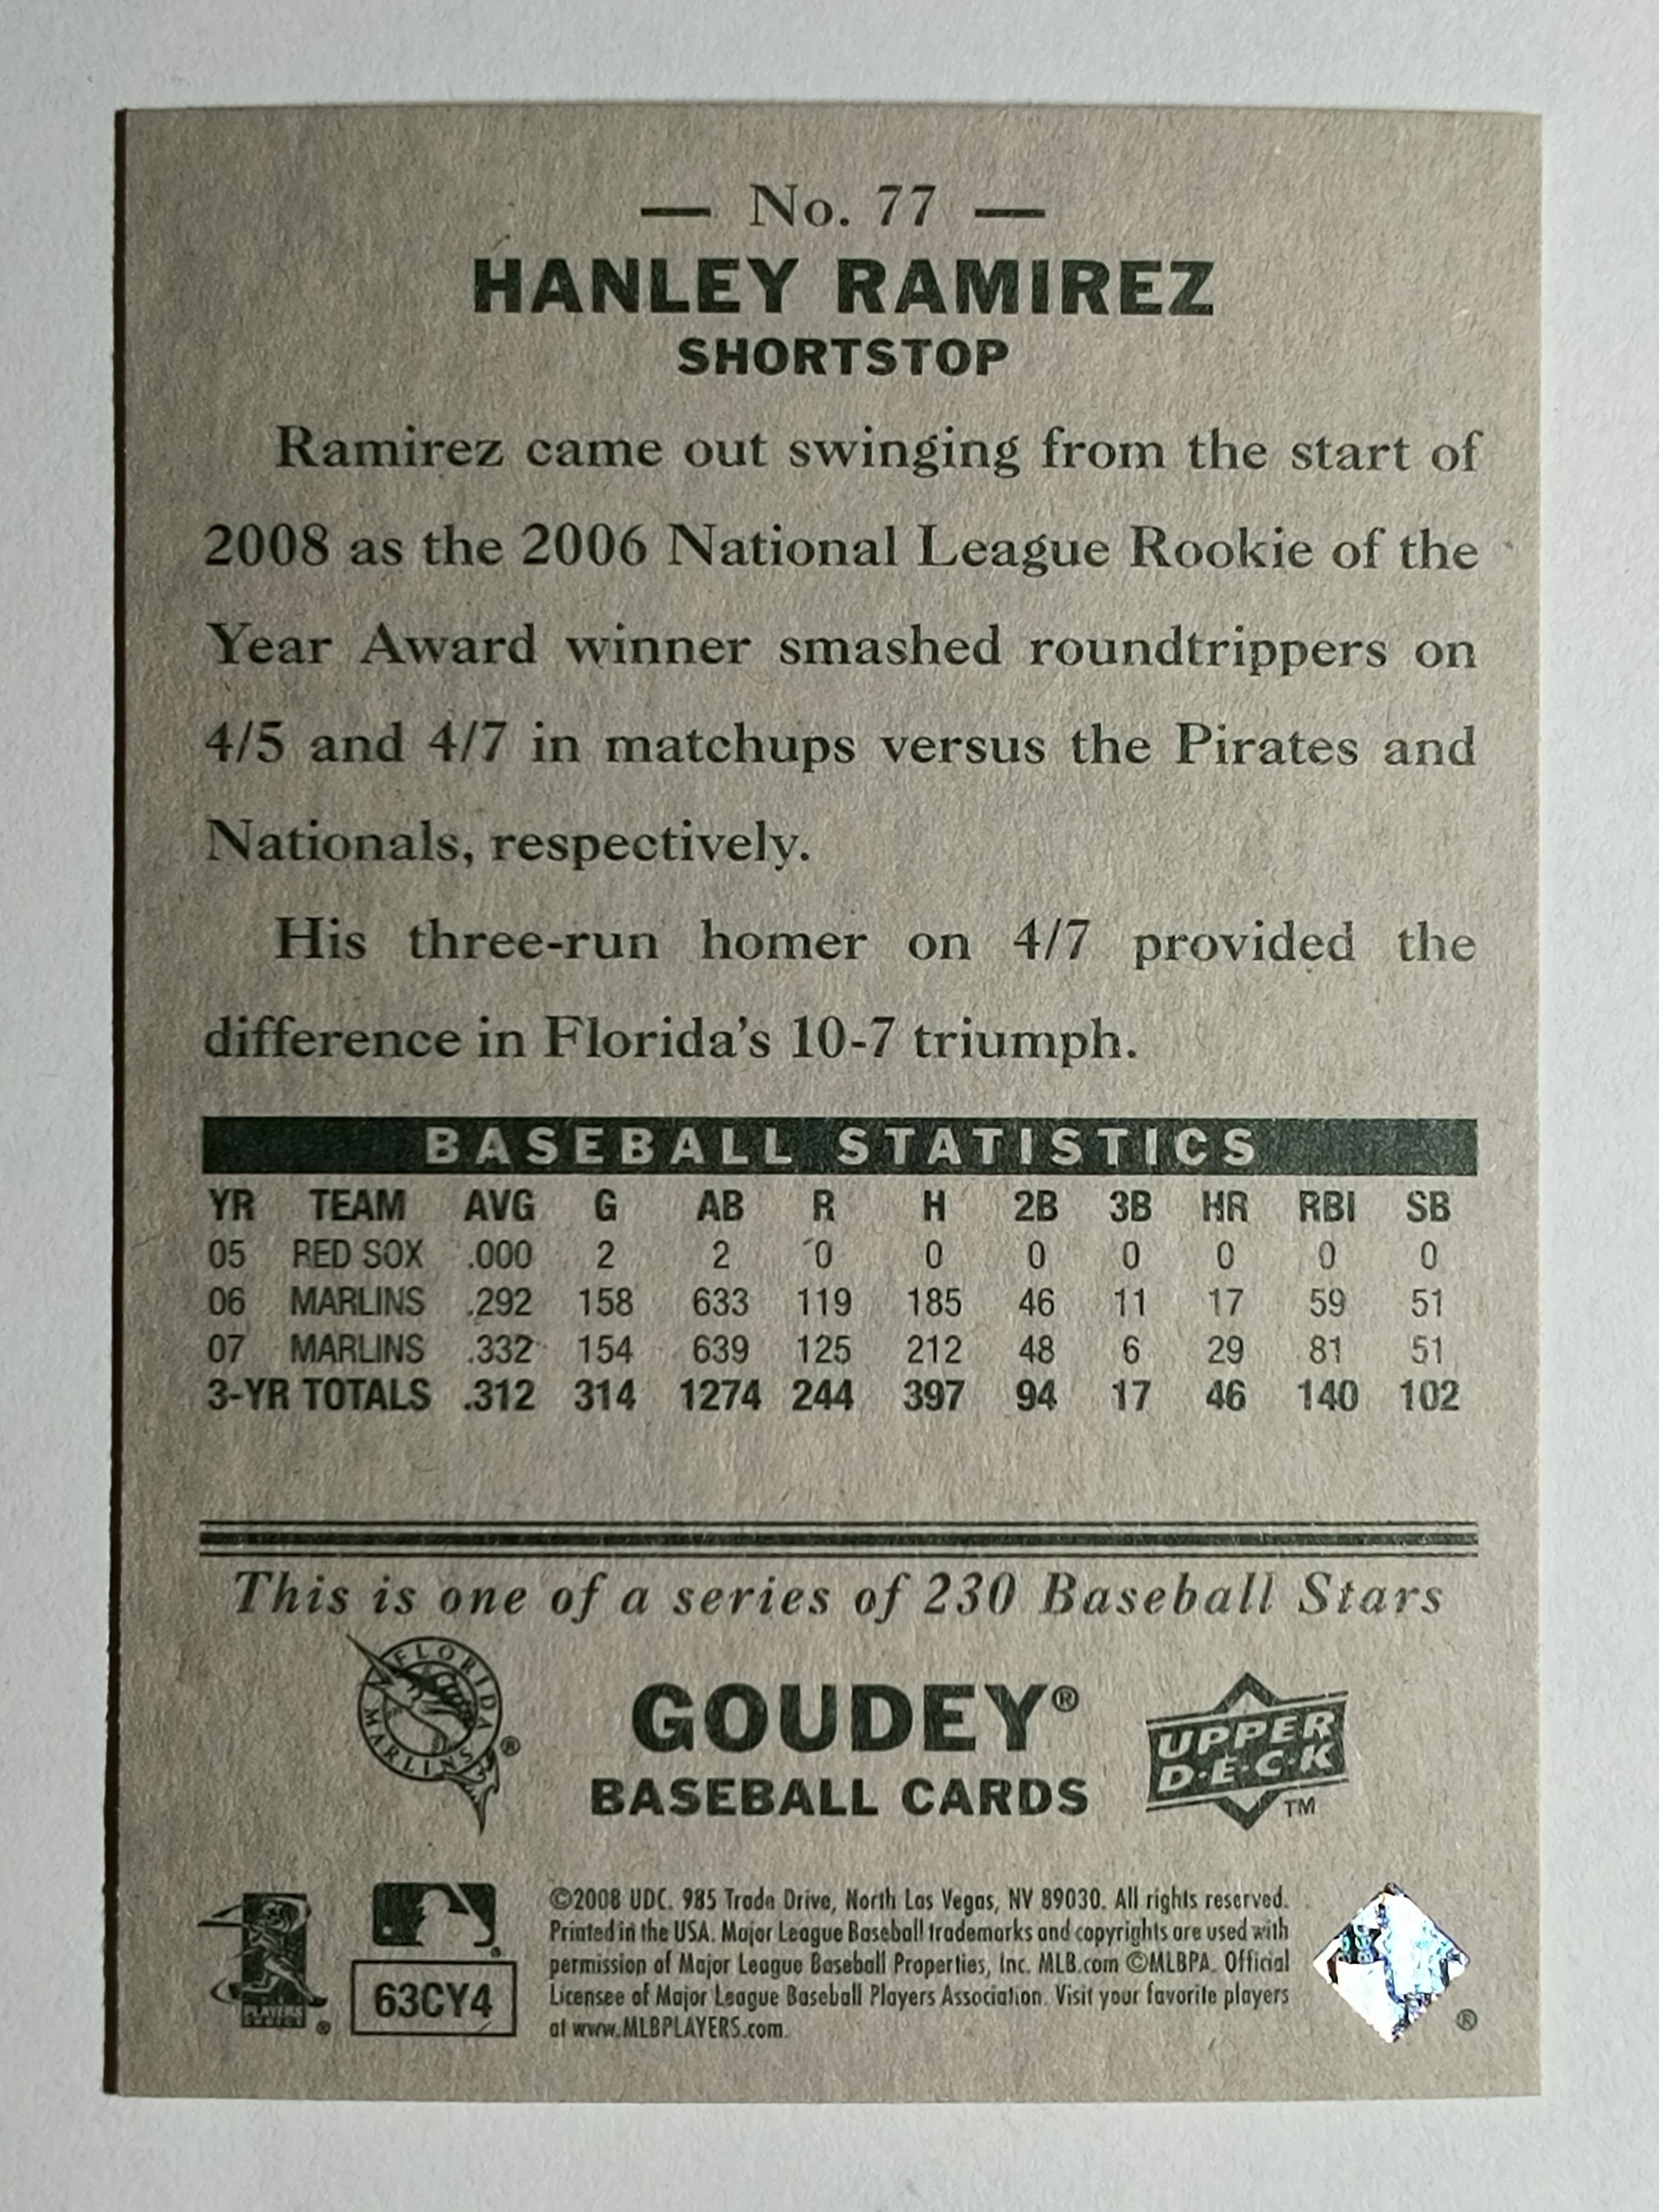 — No. 77 —
HANLEY RAMIREZ
SHORTSTOP
Ramirez came out swinging from the start of
2008 as the 2006 National League Rookie of the
Year Award winner smashed roundtrippers on
4/5 and 4/7 in matchups versus the Pirates and
Nationals, respectively.
His three-run homer on 4/7 provided the
difference in Florida's 10-7 triumph.
BASEBALL STATISTICS
YR TEAM AVG G AB R H 2B 3B HR RBI SB
05 RED SOX .000 2 2 0 0 0 0 0 0 0
06 MARLINS .292 158 633 119 185 46 11 17 59 51
07 MARLINS .332 154 639 125 212 48 6 29 81 51
3-YR TOTALS .312 314 1274 244 397 94 17 46 140 102
This is one of a series of 230 Baseball Stars
FLORIDA MARLINS ®
GOUDEY®
BASEBALL CARDS
UPPER
D·E·C·K
TM
PLAYERS
CHOICE ®
63CY4
©2008 UDC. 985 Trade Drive, North Las Vegas, NV 89030. All rights reserved.
Printed in the USA. Major League Baseball trademarks and copyrights are used with
permission of Major League Baseball Properties, Inc. MLB.com ©MLBPA. Official
Licensee of Major League Baseball Players Association. Visit your favorite players
at www.MLBPLAYERS.com.
®